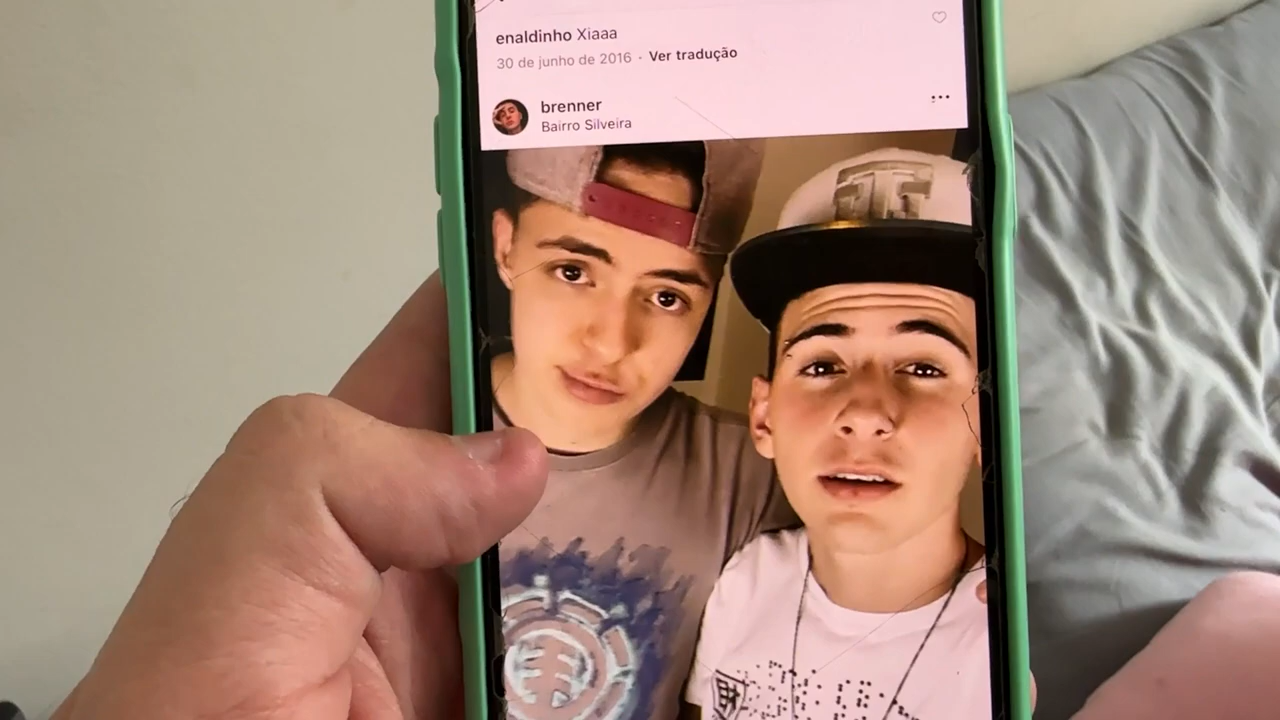 enaldinho Xiaaa
30 de junho de 2016 · Ver tradução
brenner
Bairro Silveira